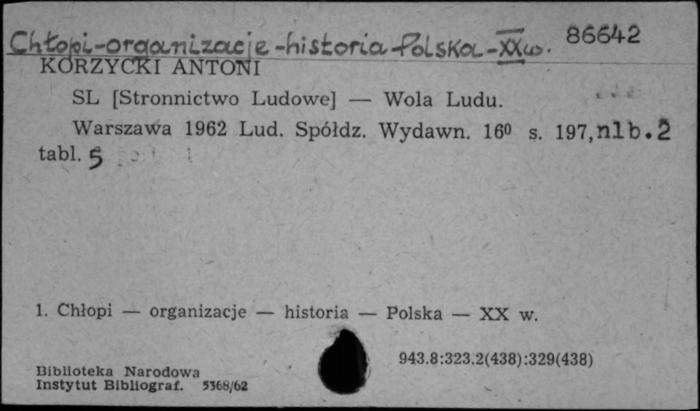 Chłopi-organizacje-historia-Polska-XXw. 86642
KORZYCKI ANTONI
SL [Stronnictwo Ludowe] — Wola Ludu.
Warszawa 1962 Lud. Spółdz. Wydawn. 16⁰ s. 197, nlb. 2
tabl. 5
1. Chłopi — organizacje — historia — Polska — XX w.
943.8:323.2(438):329(438)
Biblioteka Narodowa
Instytut Bibliograf. 5368/62